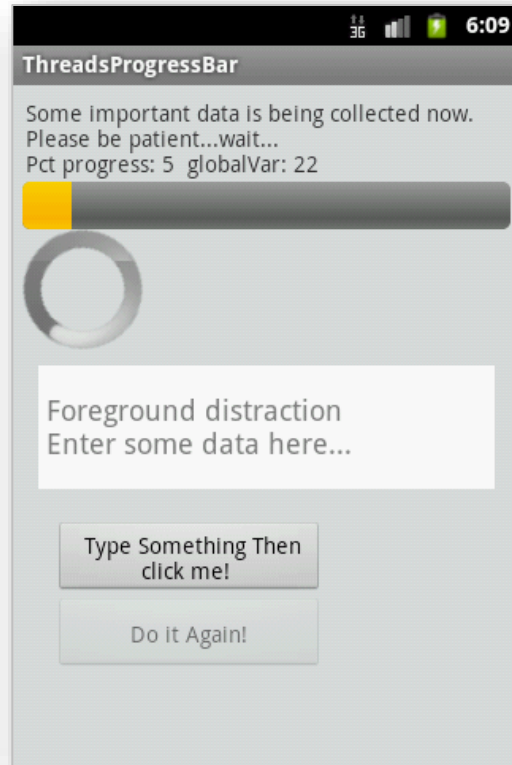 3G 6:09
ThreadsProgressBar
Some important data is being collected now.
Please be patient...wait...
Pct progress: 5  globalVar: 22
Foreground distraction
Enter some data here...
Type Something Then
click me!
Do it Again!